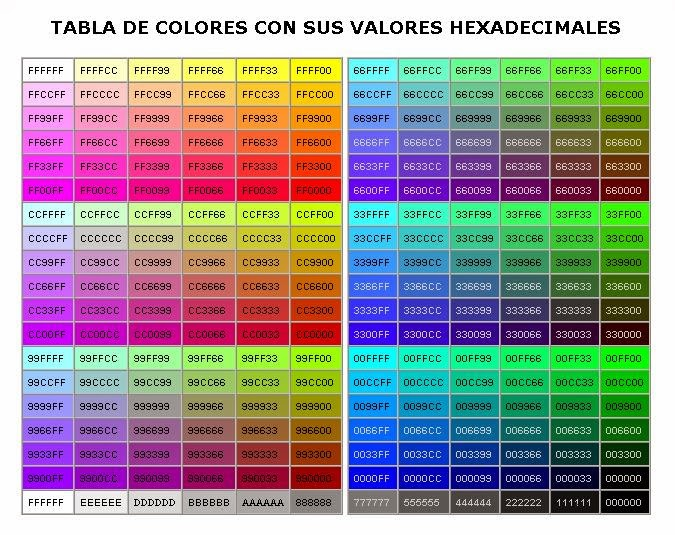 TABLA DE COLORES CON SUS VALORES HEXADECIMALES
FFFFFF FFFFCC FFFF99 FFFF66 FFFF33 FFFF00 66FFFF 66FFCC 66FF99 66FF66 66FF33 66FF00
FFCCFF FFCCCC FFCC99 FFCC66 FFCC33 FFCC00 66CCFF 66CCCC 66CC99 66CC66 66CC33 66CC00
FF99FF FF99CC FF9999 FF9966 FF9933 FF9900 6699FF 6699CC 669999 669966 669933 669900
FF66FF FF66CC FF6699 FF6666 FF6633 FF6600 6666FF 6666CC 666699 666666 666633 666600
FF33FF FF33CC FF3399 FF3366 FF3333 FF3300 6633FF 6633CC 663399 663366 663333 663300
FF00FF FF00CC FF0099 FF0066 FF0033 FF0000 6600FF 6600CC 660099 660066 660033 660000
CCFFFF CCFFCC CCFF99 CCFF66 CCFF33 CCFF00 33FFFF 33FFCC 33FF99 33FF66 33FF33 33FF00
CCCCFF CCCCCC CCCC99 CCCC66 CCCC33 CCCC00 33CCFF 33CCCC 33CC99 33CC66 33CC33 33CC00
CC99FF CC99CC CC9999 CC9966 CC9933 CC9900 3399FF 3399CC 339999 339966 339933 339900
CC66FF CC66CC CC6699 CC6666 CC6633 CC6600 3366FF 3366CC 336699 336666 336633 336600
CC33FF CC33CC CC3399 CC3366 CC3333 CC3300 3333FF 3333CC 333399 333366 333333 333300
CC00FF CC00CC CC0099 CC0066 CC0033 CC0000 3300FF 3300CC 330099 330066 330033 330000
99FFFF 99FFCC 99FF99 99FF66 99FF33 99FF00 00FFFF 00FFCC 00FF99 00FF66 00FF33 00FF00
99CCFF 99CCCC 99CC99 99CC66 99CC33 99CC00 00CCFF 00CCCC 00CC99 00CC66 00CC33 00CC00
9999FF 9999CC 999999 999966 999933 999900 0099FF 0099CC 009999 009966 009933 009900
9966FF 9966CC 996699 996666 996633 996600 0066FF 0066CC 006699 006666 006633 006600
9933FF 9933CC 993399 993366 993333 993300 0033FF 0033CC 003399 003366 003333 003300
9900FF 9900CC 990099 990066 990033 990000 0000FF 0000CC 000099 000066 000033 000000
FFFFFF EEEEEE DDDDDD BBBBBB AAAAAA 888888 777777 555555 444444 222222 111111 000000